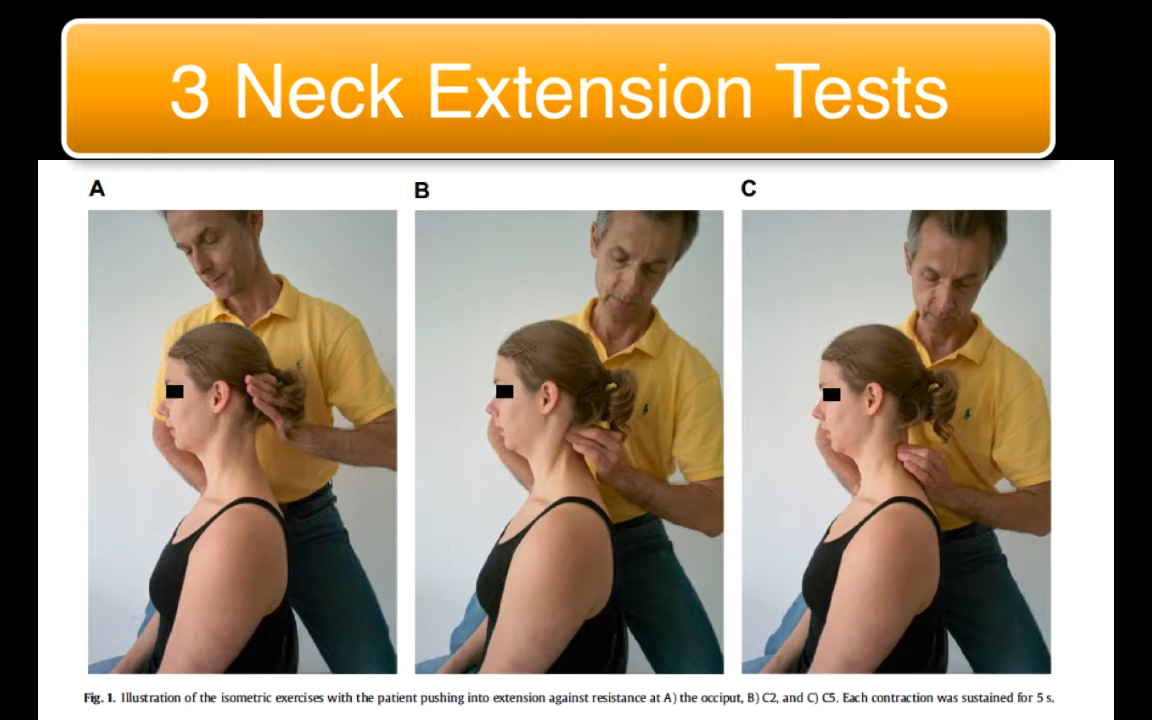 3 Neck Extension Tests
A B C
Fig. 1. Illustration of the isometric exercises with the patient pushing into extension against resistance at A) the occiput, B) C2, and C) C5. Each contraction was sustained for 5 s.